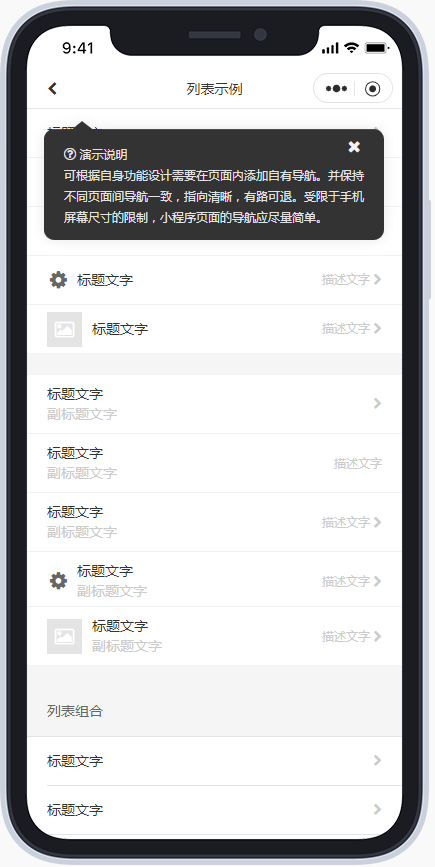 9:41
列表示例
演示说明
可根据自身功能设计需要在页面内添加自有导航。并保持
不同页面间导航一致，指向清晰，有路可退。受限于手机
屏幕尺寸的限制，小程序页面的导航应尽量简单。
标题文字 描述文字
标题文字 描述文字
标题文字
副标题文字
标题文字
副标题文字 描述文字
标题文字
副标题文字 描述文字
标题文字
副标题文字 描述文字
标题文字
副标题文字 描述文字
列表组合
标题文字
标题文字